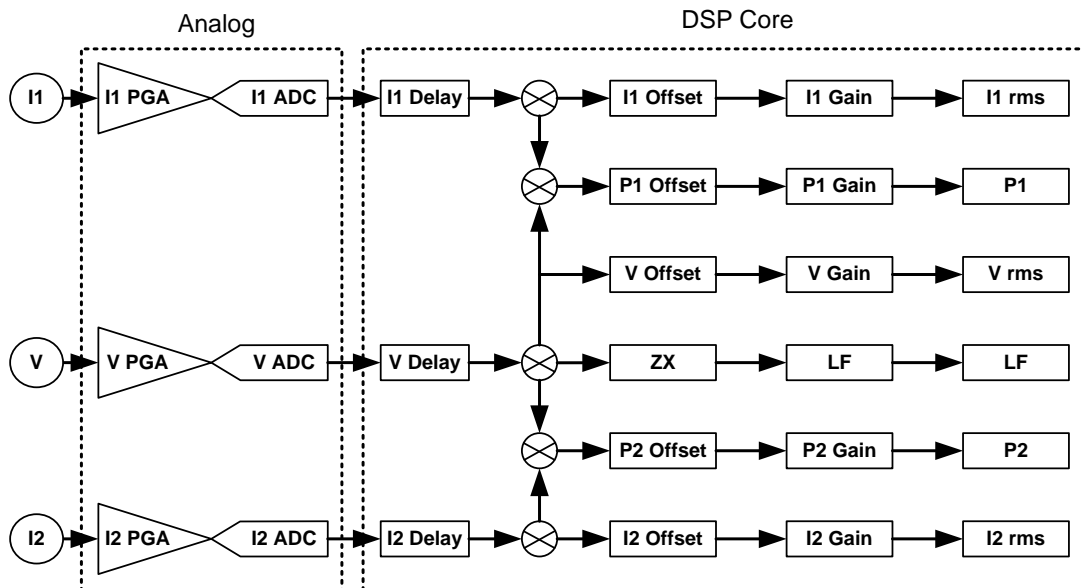 Analog
DSP Core
I1
I1 PGA
I1 ADC
I1 Delay
I1 Offset
I1 Gain
I1 rms
P1 Offset
P1 Gain
P1
V Offset
V Gain
V rms
V
V PGA
V ADC
V Delay
ZX
LF
LF
P2 Offset
P2 Gain
P2
I2
I2 PGA
I2 ADC
I2 Delay
I2 Offset
I2 Gain
I2 rms